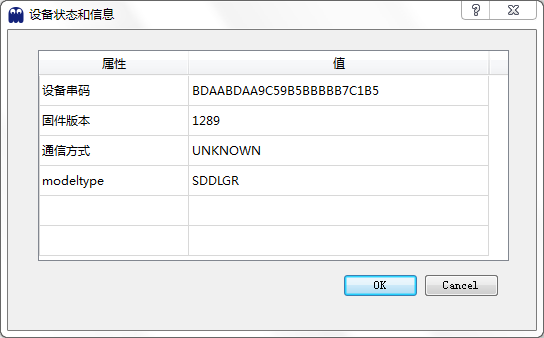 设备状态和信息
属性 值
设备串码 BDAABDAA9C59B5BBBBB7C1B5
固件版本 1289
通信方式 UNKNOWN
modeltype SDDLGR
OK Cancel